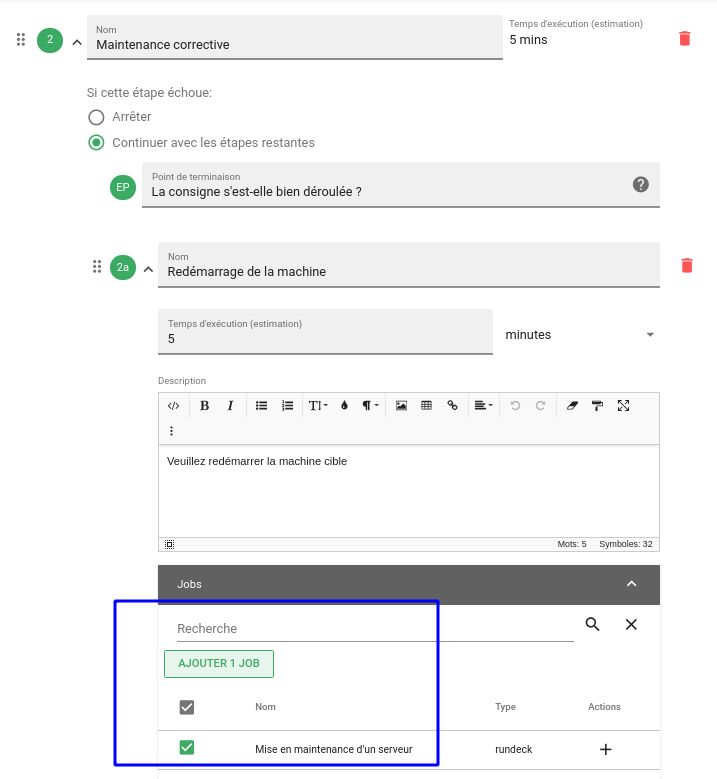 2
Nom
Maintenance corrective
Temps d'exécution (estimation)
5 mins
Si cette étape échoue:
Arrêter
Continuer avec les étapes restantes
EP
Point de terminaison
La consigne s'est-elle bien déroulée ?
?
2a
Nom
Redémarrage de la machine
Temps d'exécution (estimation)
5
minutes
Description
</> B I T
Veuillez redémarrer la machine cible
Mots: 5 Symboles: 32
Jobs
Recherche
AJOUTER 1 JOB
Nom Type Actions
Mise en maintenance d'un serveur rundeck +